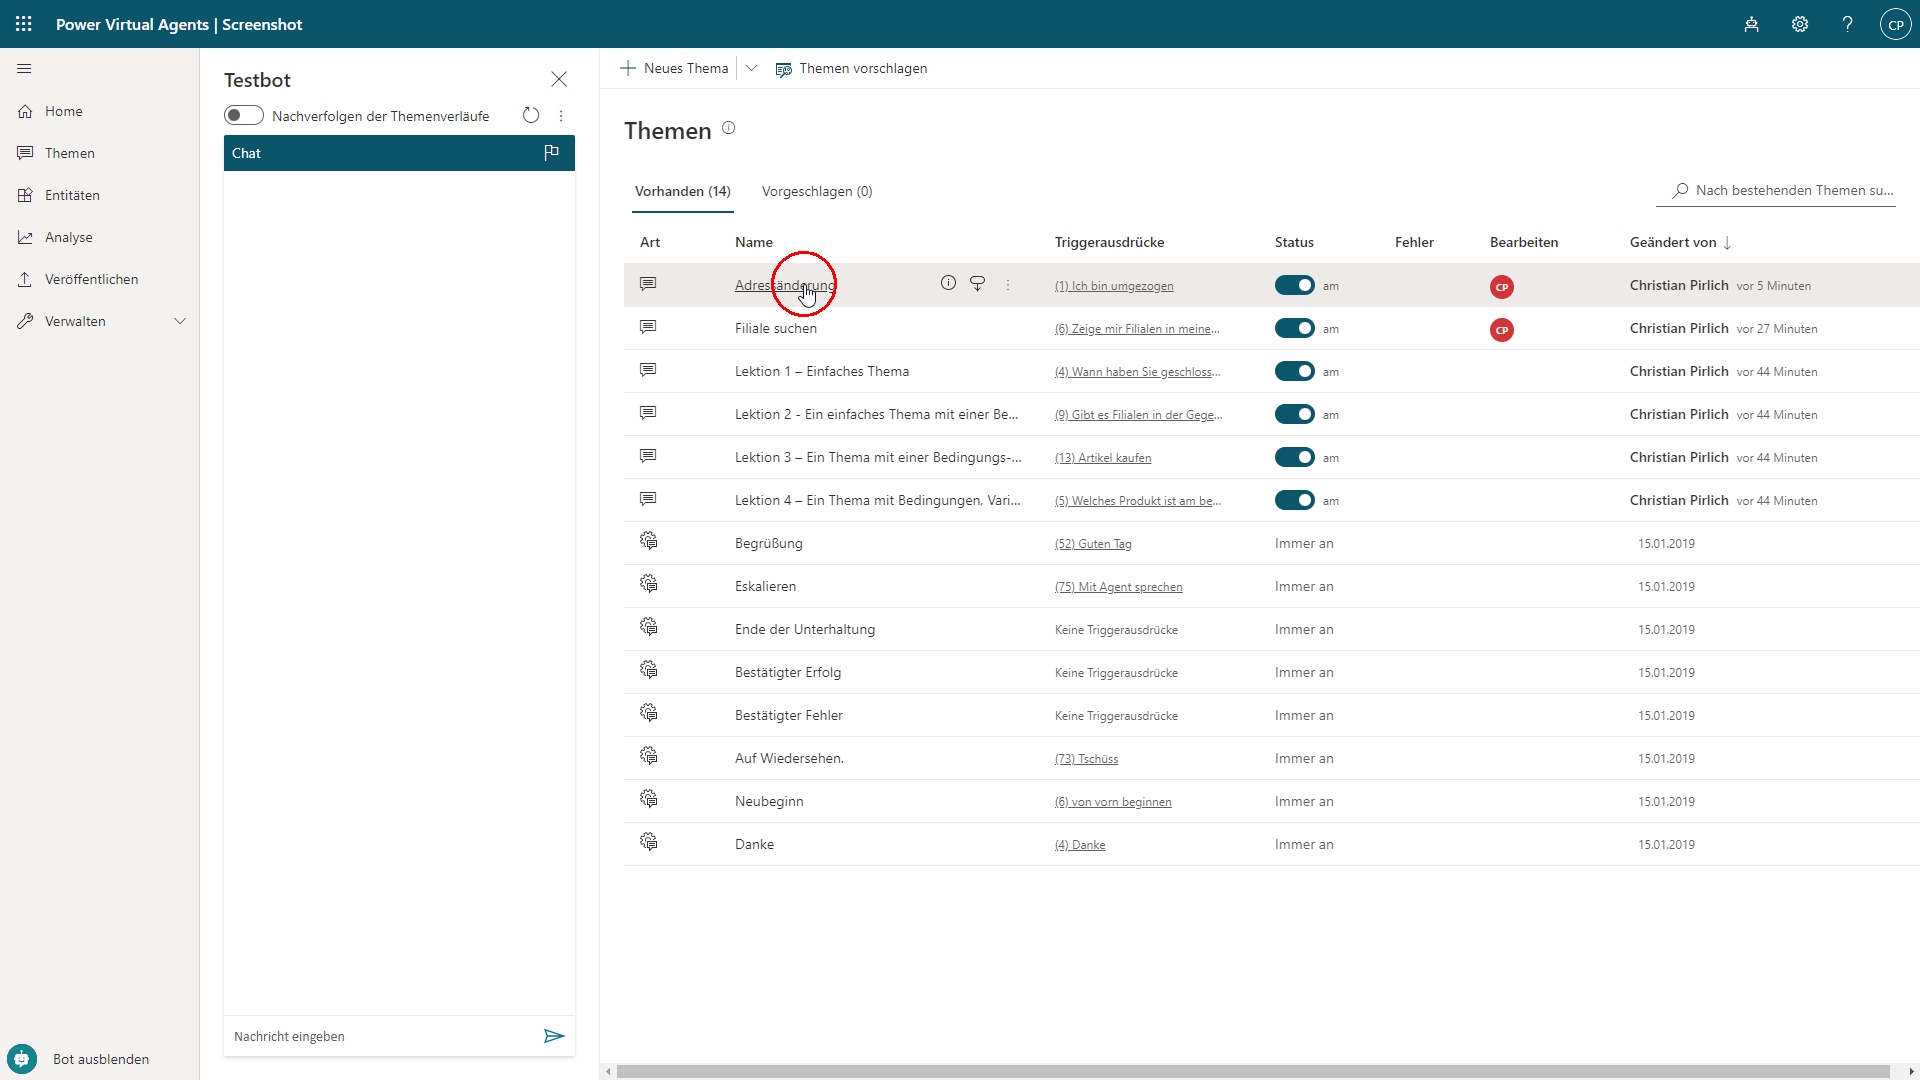 Power Virtual Agents | Screenshot
CP
Home
Themen
Entitäten
Analyse
Veröffentlichen
Verwalten
Bot ausblenden
Testbot
Nachverfolgen der Themenverläufe
Chat
Nachricht eingeben
Neues Thema
Themen vorschlagen
Themen
Vorhanden (14) Vorgeschlagen (0)
Nach bestehenden Themen su...
Art Name Triggerausdrücke Status Fehler Bearbeiten Geändert von
Adressänderung (1) Ich bin umgezogen am CP Christian Pirlich vor 5 Minuten
Filiale suchen (6) Zeige mir Filialen in meine... am CP Christian Pirlich vor 27 Minuten
Lektion 1 – Einfaches Thema (4) Wann haben Sie geschloss... am Christian Pirlich vor 44 Minuten
Lektion 2 - Ein einfaches Thema mit einer Be... (9) Gibt es Filialen in der Gege... am Christian Pirlich vor 44 Minuten
Lektion 3 – Ein Thema mit einer Bedingungs-... (13) Artikel kaufen am Christian Pirlich vor 44 Minuten
Lektion 4 – Ein Thema mit Bedingungen, Vari... (5) Welches Produkt ist am be... am Christian Pirlich vor 44 Minuten
Begrüßung (52) Guten Tag Immer an 15.01.2019
Eskalieren (75) Mit Agent sprechen Immer an 15.01.2019
Ende der Unterhaltung Keine Triggerausdrücke Immer an 15.01.2019
Bestätigter Erfolg Keine Triggerausdrücke Immer an 15.01.2019
Bestätigter Fehler Keine Triggerausdrücke Immer an 15.01.2019
Auf Wiedersehen. (73) Tschüss Immer an 15.01.2019
Neubeginn (6) von vorn beginnen Immer an 15.01.2019
Danke (4) Danke Immer an 15.01.2019